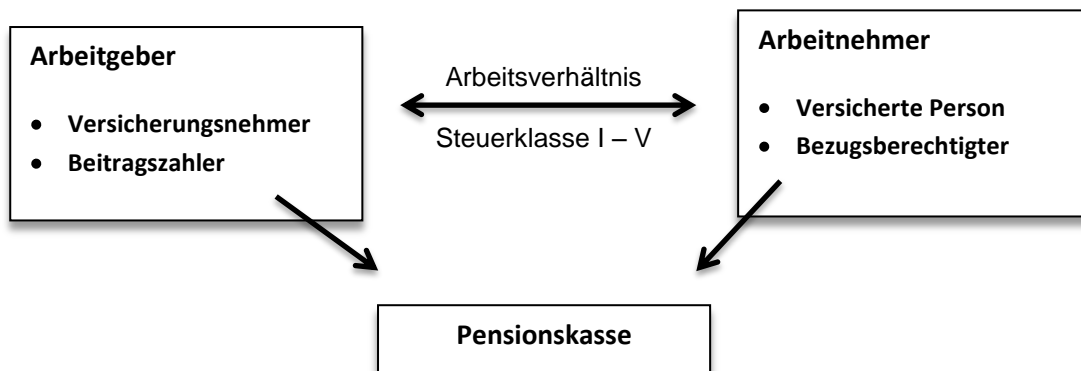 Arbeitgeber
• Versicherungsnehmer
• Beitragszahler
Arbeitsverhältnis
Steuerklasse I – V
Arbeitnehmer
• Versicherte Person
• Bezugsberechtigter
Pensionskasse